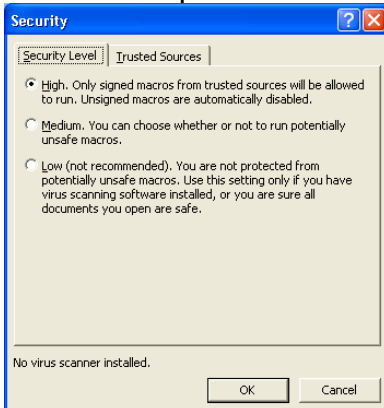 Security
Security Level Trusted Sources
High. Only signed macros from trusted sources will be allowed
to run. Unsigned macros are automatically disabled.
Medium. You can choose whether or not to run potentially
unsafe macros.
Low (not recommended). You are not protected from
potentially unsafe macros. Use this setting only if you have
virus scanning software installed, or you are sure all
documents you open are safe.
No virus scanner installed.
OK Cancel